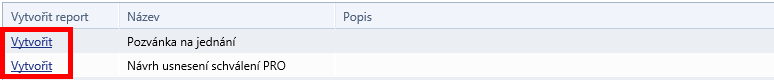 Vytvořit report Název Popis
Vytvořit Pozvánka na jednání
Vytvořit Návrh usnesení schválení PRO